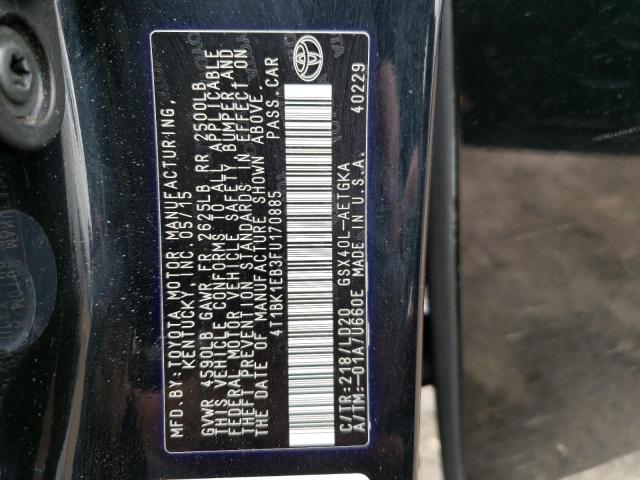 MFD.BY:TOYOTA MOTOR MANUFACTURING,
KENTUCKY, INC.05/15
GVWR 4590LB GAWR FR 2625LB RR 2500LB
THIS VEHICLE CONFORMS TO ALL APPLICABLE
FEDERAL MOTOR VEHICLE SAFETY, BUMPER, AND
THEFT PREVENTION STANDARDS IN EFFECT ON
THE DATE OF MANUFACTURE SHOWN ABOVE.
4T1BK1EB3FU170885 PASS.CAR
C/TR:218/LD20 GSX40L-AETGKA
A/TM:-01A/U660E MADE IN U.S.A. 40229